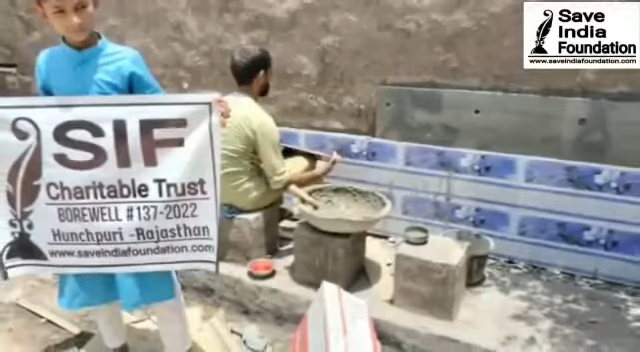 Save
India
Foundation
www.saveindiafoundation.com
SIF
Charitable Trust
BOREWELL #137-2022
Hunchpuri - Rajasthan
www.saveindiafoundation.com